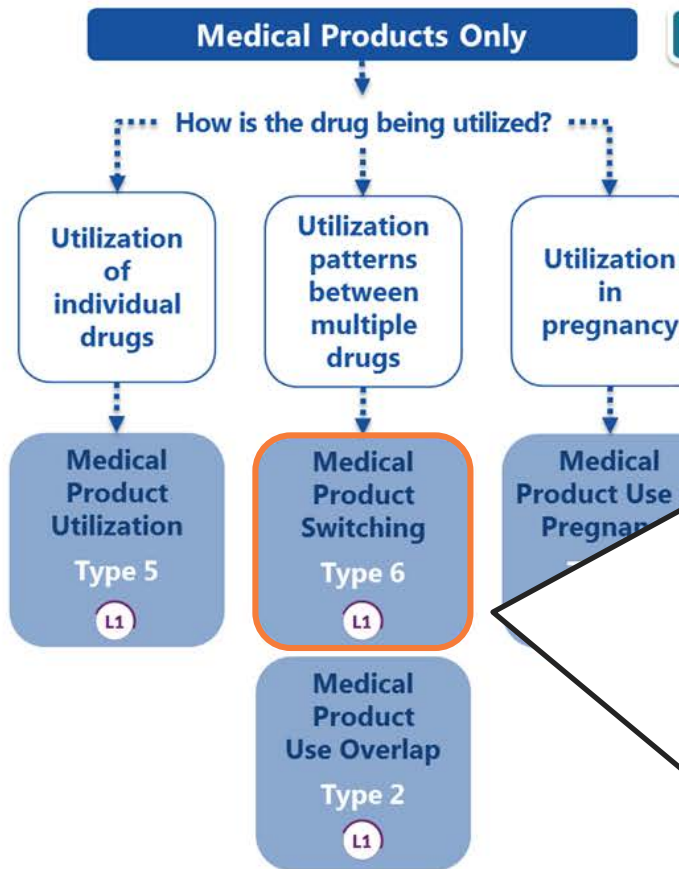 Medical Products Only
How is the drug being utilized?
Utilization
of
individual
drugs
Utilization
patterns
between
multiple
drugs
Utilization
in
pregnancy
Medical
Product
Utilization
Type 5
L1
Medical
Product
Switching
Type 6
L1
Medical
Product Use
Medical
Product
Use Overlap
Type 2
L1